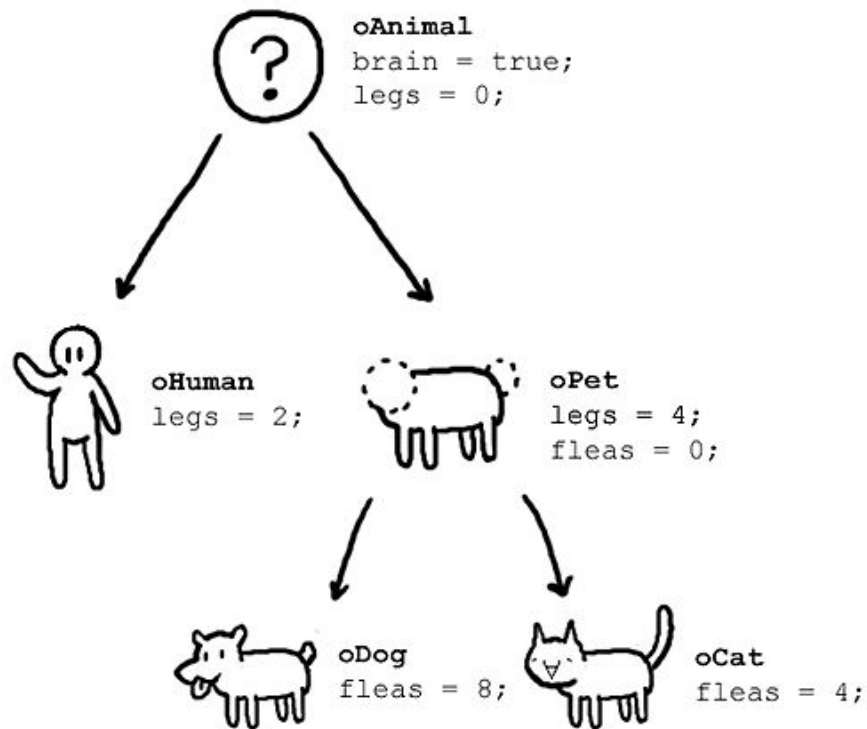 ?
oAnimal
brain = true;
legs = 0;
oHuman
legs = 2;
oPet
legs = 4;
fleas = 0;
oDog
fleas = 8;
oCat
fleas = 4;